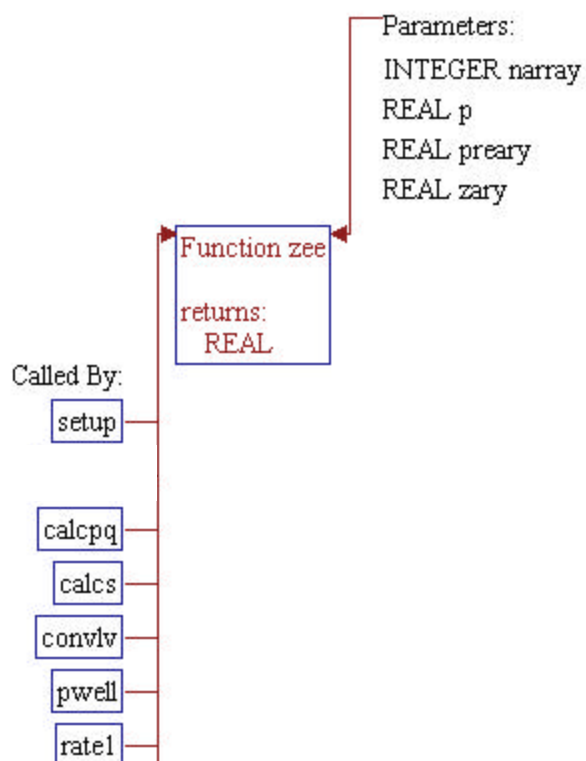 Parameters:
INTEGER narray
REAL p
REAL preary
REAL zary
Function zee
returns:
REAL
Called By:
setup
calcpq
calcs
convlv
pwell
rate1